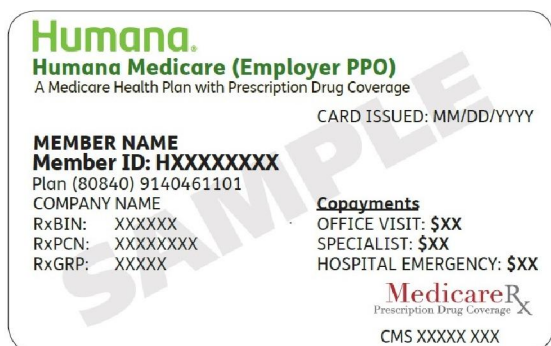 Humana.
Humana Medicare (Employer PPO)
A Medicare Health Plan with Prescription Drug Coverage
CARD ISSUED: MM/DD/YYYY
MEMBER NAME
Member ID: HXXXXXXXX
Plan (80840) 9140461101
COMPANY NAME
RxBIN: XXXXXX
RxPCN: XXXXXXXX
RxGRP: XXXXX
Copayments
OFFICE VISIT: $XX
SPECIALIST: $XX
HOSPITAL EMERGENCY: $XX
MedicareRx
Prescription Drug Coverage
CMS XXXXX XXX
SAMPLE